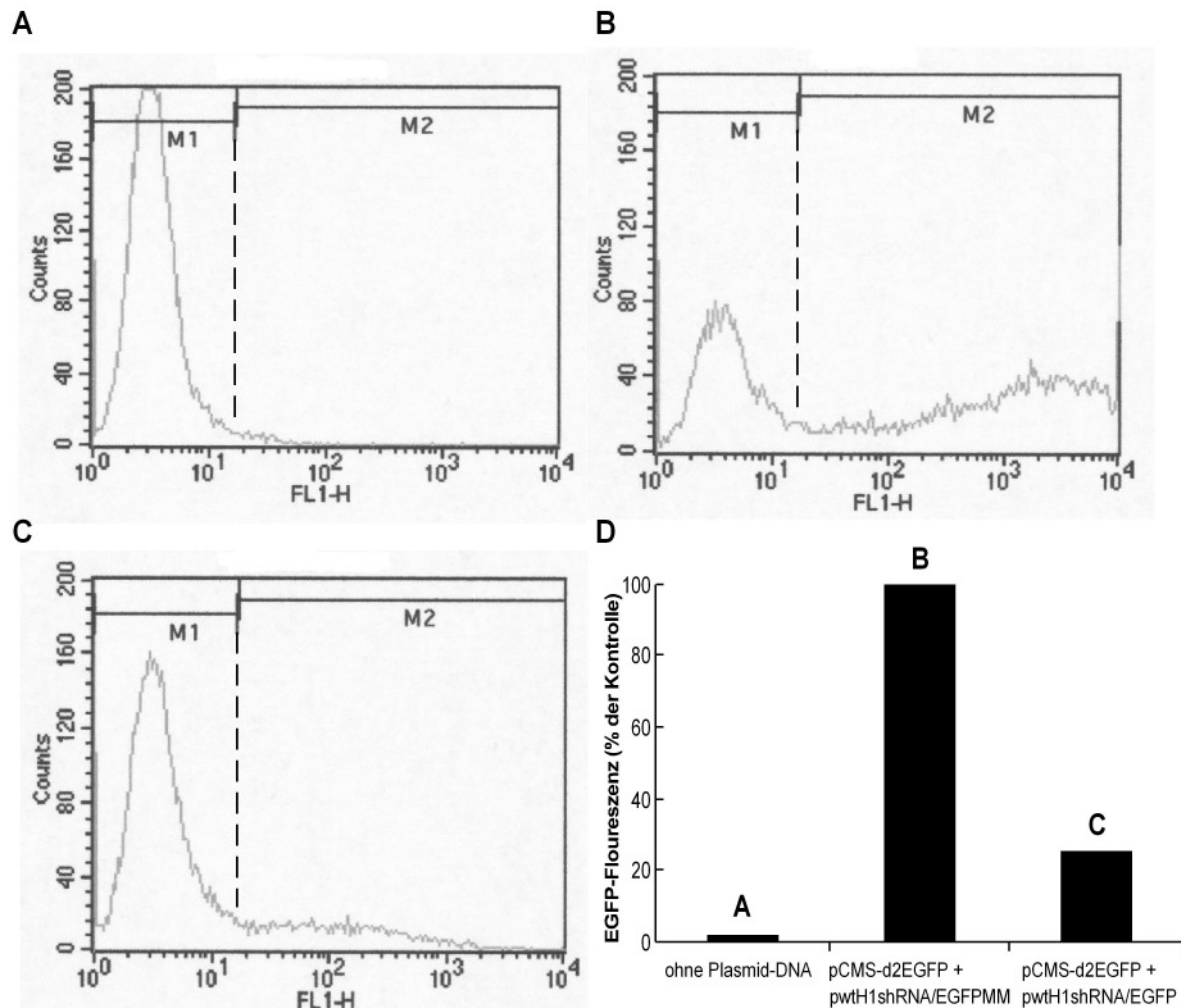 A
200
160
120
80
40
0
Counts
M1
M2
10^0
10^1
10^2
10^3
10^4
FL1-H
B
200
160
120
80
40
0
Counts
M1
M2
10^0
10^1
10^2
10^3
10^4
FL1-H
C
200
160
120
80
40
0
Counts
M1
M2
10^0
10^1
10^2
10^3
10^4
FL1-H
D
EGFP-Floureszenz (% der Kontrolle)
100
80
60
40
20
0
A
B
C
ohne Plasmid-DNA
pCMS-d2EGFP +
pwtH1shRNA/EGFPMM
pCMS-d2EGFP +
pwtH1shRNA/EGFP